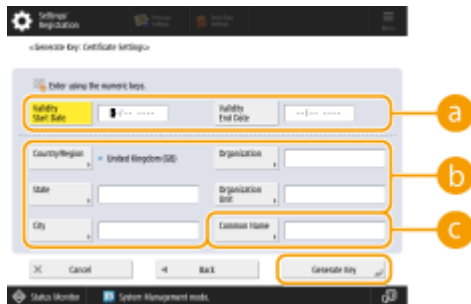 Settings/
Registration
<Generate Key: Certificate Settings>
Enter using the numeric keys.
Validity
Start Date
Validity
End Date
a
Country/Region
United Kingdom (GB)
Organization
b
State
Organization
Unit
City
Common Name
c
Cancel
Back
Generate Key
Status Monitor
System Management mode.